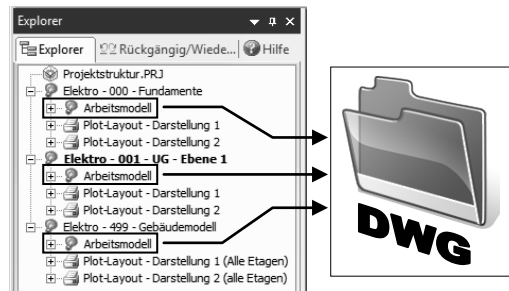 Explorer
Explorer Rückgängig/Wiede... Hilfe
Projektstruktur.PRJ
Elektro - 000 - Fundamente
Arbeitsmodell
Plot-Layout - Darstellung 1
Plot-Layout - Darstellung 2
Elektro - 001 - UG - Ebene 1
Arbeitsmodell
Plot-Layout - Darstellung 1
Plot-Layout - Darstellung 2
Elektro - 499 - Gebäudemodell
Arbeitsmodell
Plot-Layout - Darstellung 1 (Alle Etagen)
Plot-Layout - Darstellung 2 (alle Etagen)
DWG